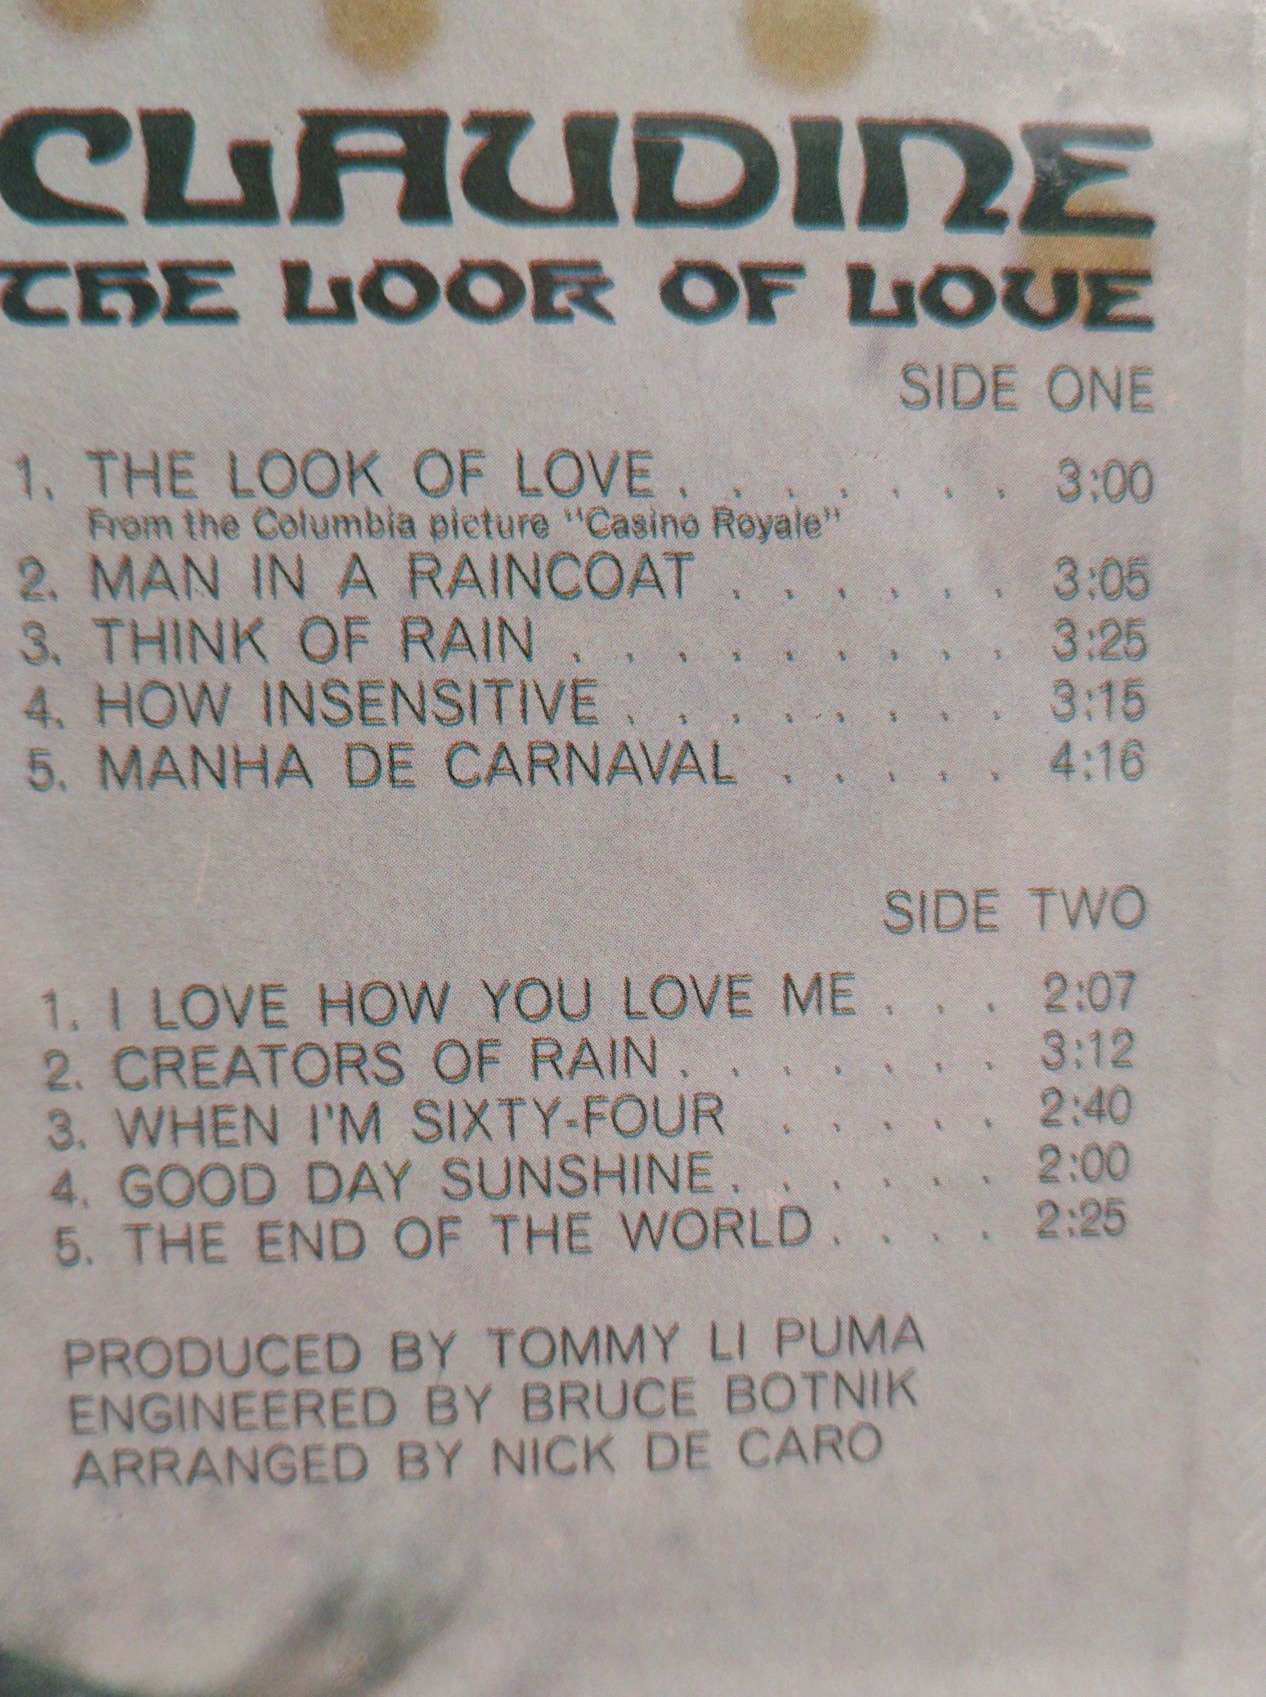 CLAUDINE
THE LOOK OF LOVE
SIDE ONE
1. THE LOOK OF LOVE . . . . . . . 3:00
From the Columbia picture "Casino Royale"
2. MAN IN A RAINCOAT . . . . . . 3:05
3. THINK OF RAIN . . . . . . . . . 3:25
4. HOW INSENSITIVE . . . . . . . . 3:15
5. MANHA DE CARNAVAL . . . . . 4:16
SIDE TWO
1. I LOVE HOW YOU LOVE ME . . . 2:07
2. CREATORS OF RAIN . . . . . . . 3:12
3. WHEN I'M SIXTY-FOUR . . . . . 2:40
4. GOOD DAY SUNSHINE . . . . . . 2:00
5. THE END OF THE WORLD . . . . 2:25
PRODUCED BY TOMMY LI PUMA
ENGINEERED BY BRUCE BOTNIK
ARRANGED BY NICK DE CARO